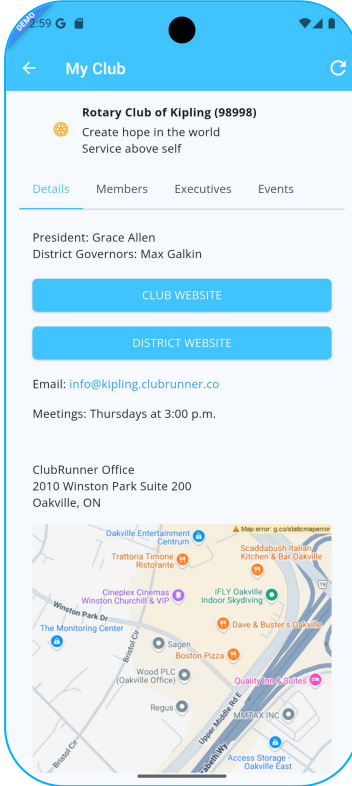 DEMO
2:59 G
My Club
Rotary Club of Kipling (98998)
Create hope in the world
Service above self
Details Members Executives Events
President: Grace Allen
District Governors: Max Galkin
CLUB WEBSITE
DISTRICT WEBSITE
Email: info@kipling.clubrunner.co
Meetings: Thursdays at 3:00 p.m.
ClubRunner Office
2010 Winston Park Suite 200
Oakville, ON
Map error: g.co/staticmaperror
Oakville Entertainment
Centrum
Scaddabush Italian
Kitchen & Bar Oakville
Trattoria Timone
Ristorante
19
Cineplex Cinemas
Winston Churchill & VIP
iFLY Oakville
Indoor Skydiving
Winston Park Dr
The Monitoring Center
Dave & Buster's Oakville
Bristol Cir
Sagen
Boston Pizza
Wood PLC
(Oakville Office)
Quality Inn & Suites
Regus
MMTAX INC
Upper Middle Rd E
Bristol Cir
zabeth Wy
Access Storage -
Oakville East